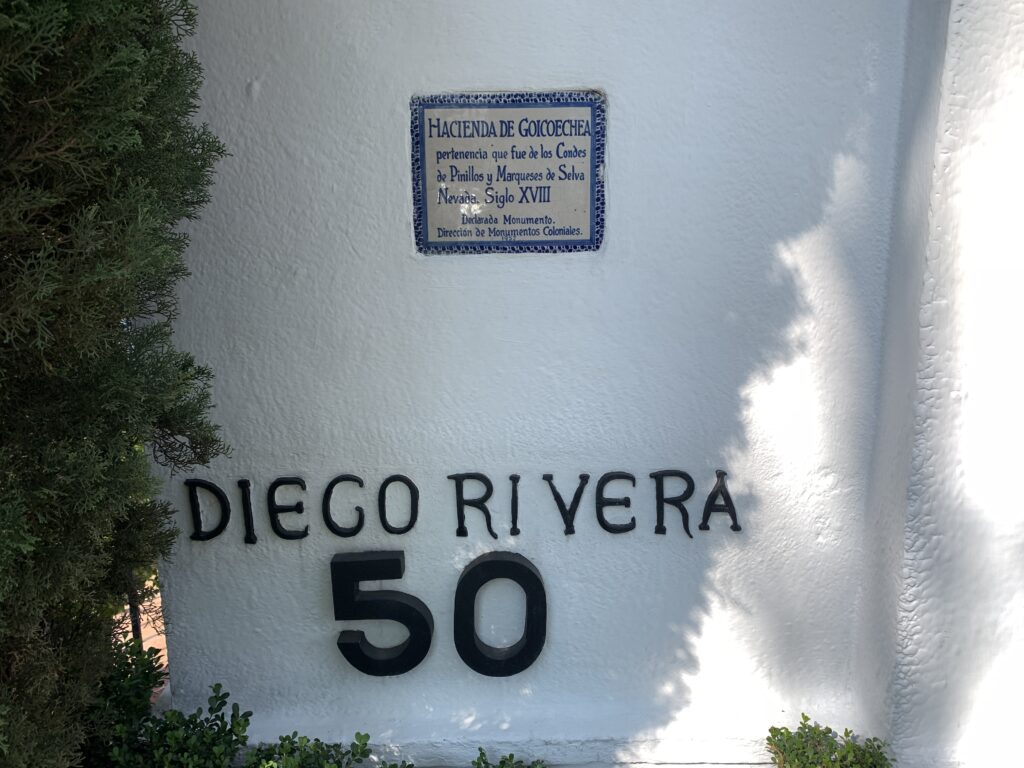 HACIENDA DE GOICOECHEA
pertenencia que fue de los Condes
de Pinillos y Marqueses de Selva
Nevada. Siglo XVIII
Declarada Monumento.
Dirección de Monumentos Coloniales.
DIEGO RIVERA
50